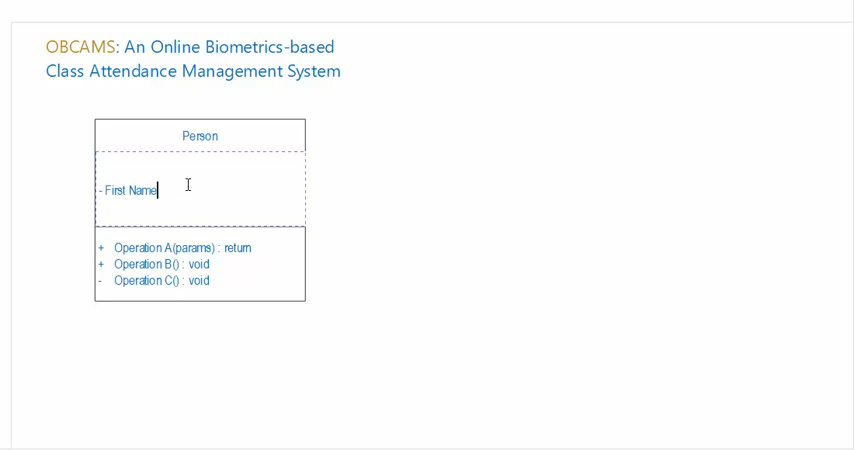 OBCAMS: An Online Biometrics-based
Class Attendance Management System
Person
- First Name
+ Operation A(params) : return
+ Operation B() : void
- Operation C() : void